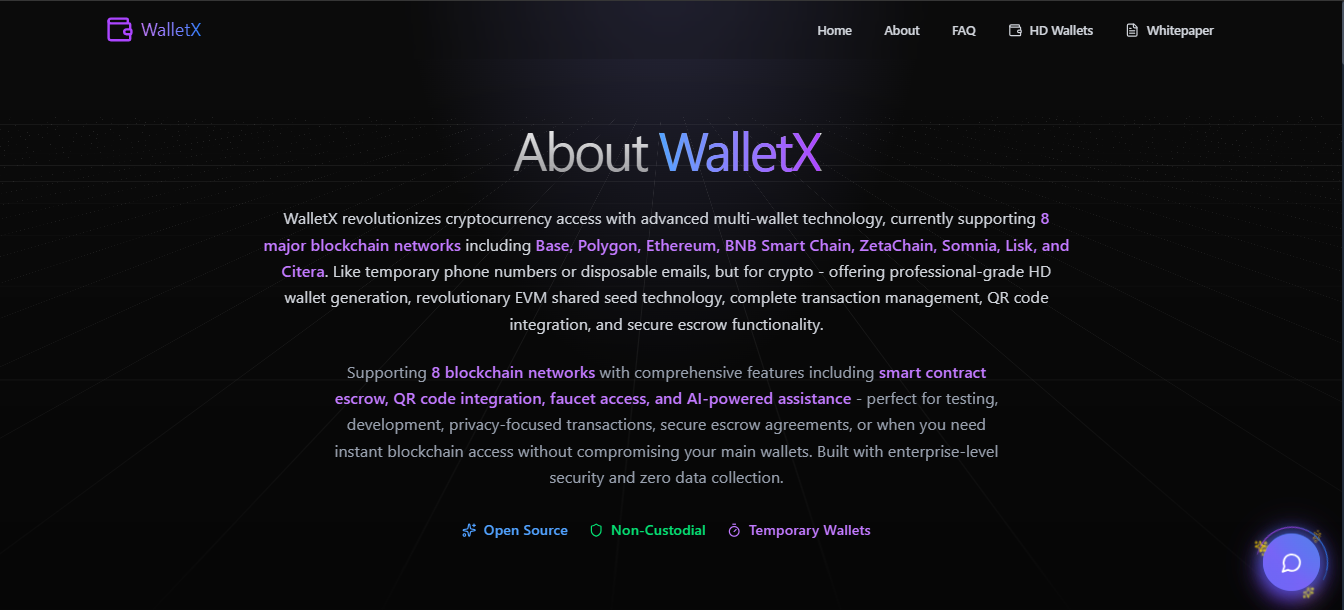 WalletX
Home
About
FAQ
HD Wallets
Whitepaper
About WalletX
WalletX revolutionizes cryptocurrency access with advanced multi-wallet technology, currently supporting 8
major blockchain networks including Base, Polygon, Ethereum, BNB Smart Chain, ZetaChain, Somnia, Lisk, and
Citera. Like temporary phone numbers or disposable emails, but for crypto - offering professional-grade HD
wallet generation, revolutionary EVM shared seed technology, complete transaction management, QR code
integration, and secure escrow functionality.
Supporting 8 blockchain networks with comprehensive features including smart contract
escrow, QR code integration, faucet access, and AI-powered assistance - perfect for testing,
development, privacy-focused transactions, secure escrow agreements, or when you need
instant blockchain access without compromising your main wallets. Built with enterprise-level
security and zero data collection.
Open Source
Non-Custodial
Temporary Wallets